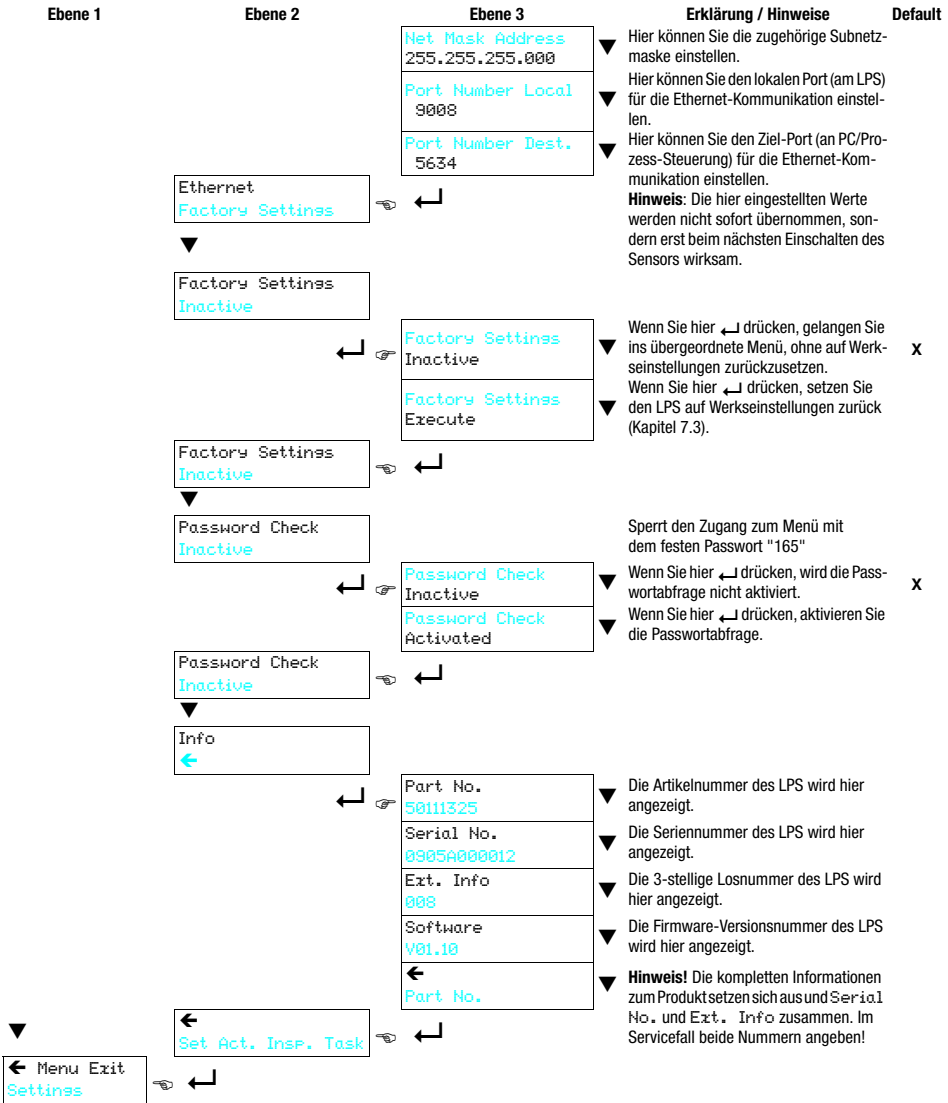 Ebene 1 Ebene 2 Ebene 3 Erklärung / Hinweise Default
Net Mask Address
255.255.255.000
Hier können Sie die zugehörige Subnetz-
maske einstellen.
Port Number Local
9008
Hier können Sie den lokalen Port (am LPS)
für die Ethernet-Kommunikation einstel-
len.
Port Number Dest.
5634
Hier können Sie den Ziel-Port (an PC/Pro-
zess-Steuerung) für die Ethernet-Kom-
munikation einstellen.
Hinweis: Die hier eingestellten Werte
werden nicht sofort übernommen, son-
dern erst beim nächsten Einschalten des
Sensors wirksam.
Ethernet
Factory Settings
Factory Settings
Inactive
Factory Settings
Inactive
Wenn Sie hier ↵ drücken, gelangen Sie
ins übergeordnete Menü, ohne auf Werk-
seinstellungen zurückzusetzen.
X
Factory Settings
Execute
Wenn Sie hier ↵ drücken, setzen Sie
den LPS auf Werkseinstellungen zurück
(Kapitel 7.3).
Factory Settings
Inactive
Password Check
Inactive
Sperrt den Zugang zum Menü mit
dem festen Passwort "165"
Password Check
Inactive
Wenn Sie hier ↵ drücken, wird die Pass-
wortabfrage nicht aktiviert.
X
Password Check
Activated
Wenn Sie hier ↵ drücken, aktivieren Sie
die Passwortabfrage.
Password Check
Inactive
Info
←
Part No.
50111325
Die Artikelnummer des LPS wird hier
angezeigt.
Serial No.
0905A000012
Die Seriennummer des LPS wird hier
angezeigt.
Ext. Info
008
Die 3-stellige Losnummer des LPS wird
hier angezeigt.
Software
V01.10
Die Firmware-Versionsnummer des LPS
wird hier angezeigt.
←
Part No.
Hinweis! Die kompletten Informationen
zum Produkt setzen sich aus und Serial
No. und Ext. Info zusammen. Im
Servicefall beide Nummern angeben!
←
Set Act. Insp. Task
← Menu Exit
Settings